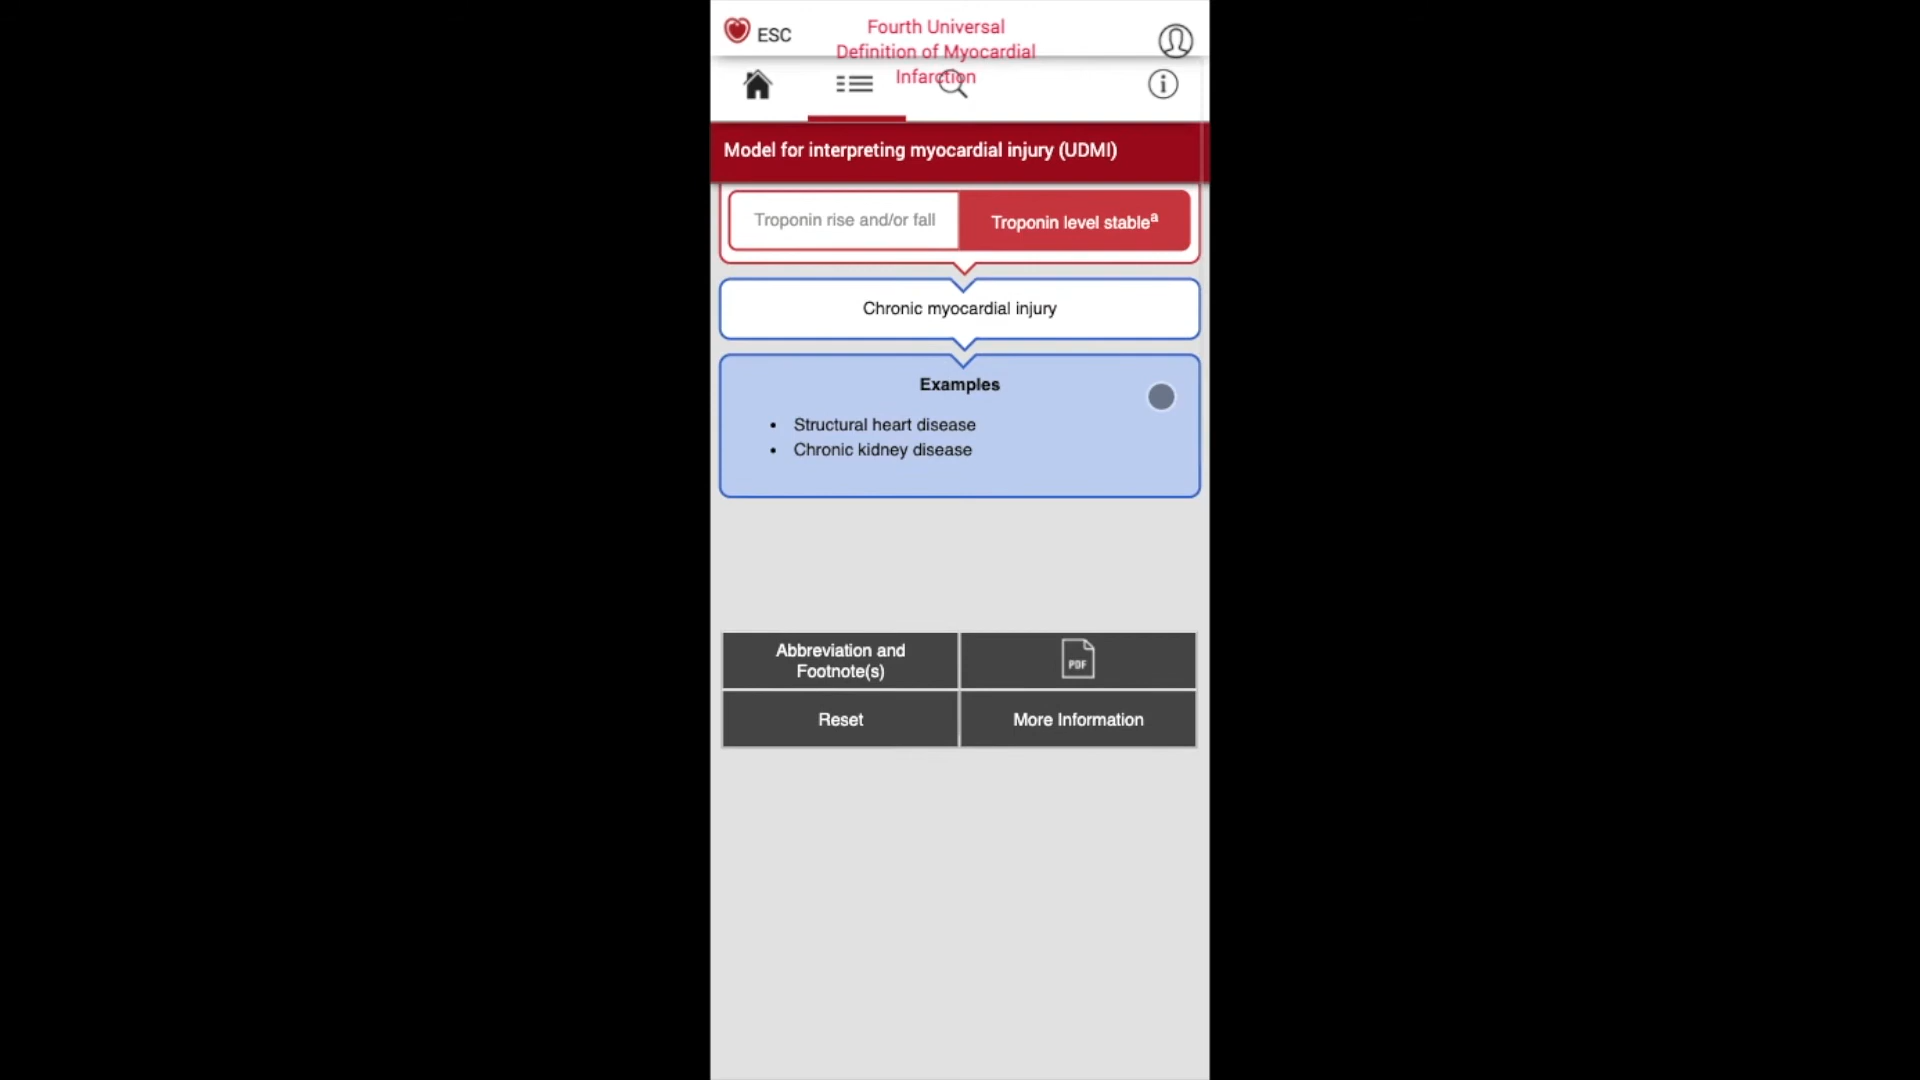 ESC
Fourth Universal
Definition of Myocardial
Infarction
Model for interpreting myocardial injury (UDMI)
Troponin rise and/or fall
Troponin level stableª
Chronic myocardial injury
Examples
• Structural heart disease
• Chronic kidney disease
Abbreviation and
Footnote(s)
PDF
Reset
More Information